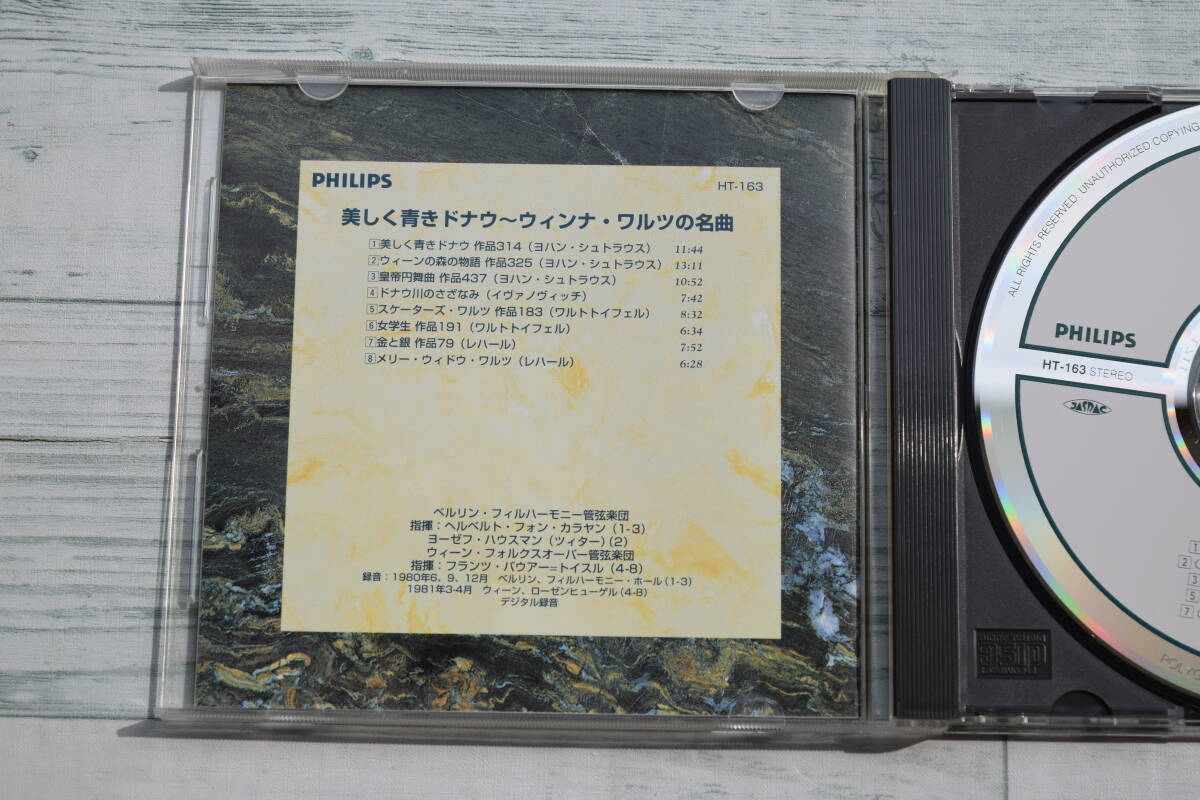 PHILIPS
HT-163
美しく青きドナウ～ウィンナ・ワルツの名曲
1 美しく青きドナウ 作品314（ヨハン・シュトラウス） 11:44
2 ウィーンの森の物語 作品325（ヨハン・シュトラウス） 13:11
3 皇帝円舞曲 作品437（ヨハン・シュトラウス） 10:52
4 ドナウ川のさざなみ（イヴァノヴィッチ） 7:42
5 スケーターズ・ワルツ 作品183（ワルトトイフェル） 8:32
6 女学生 作品191（ワルトトイフェル） 6:34
7 金と銀 作品79（レハール） 7:52
8 メリー・ウィドウ・ワルツ（レハール） 6:28
ベルリン・フィルハーモニー管弦楽団
指揮：ヘルベルト・フォン・カラヤン（1-3）
ヨーゼフ・ハウスマン（ツィター）（2）
ウィーン・フォルクスオーパー管弦楽団
指揮：フランツ・バウアー＝トイスル（4-8）
録音：1980年6、9、12月 ベルリン、フィルハーモニー・ホール（1-3）
1981年3-4月 ウィーン、ローゼンヒューゲル（4-8）
デジタル録音
ALL RIGHTS RESERVED. UNAUTHORIZED COPYING
PHILIPS
HT-163 STEREO
JASRAC
1
2
3
5
7
disc